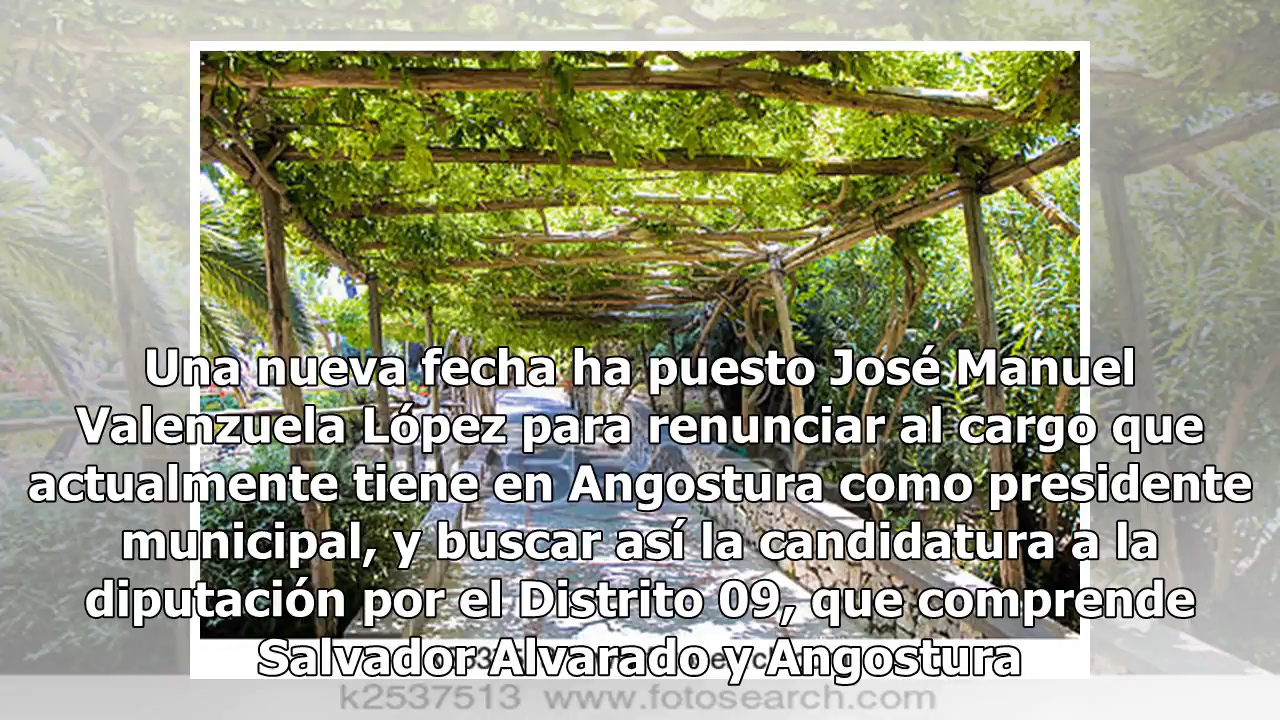 Una nueva fecha ha puesto José Manuel
Valenzuela López para renunciar al cargo que
actualmente tiene en Angostura como presidente
municipal, y buscar así la candidatura a la
diputación por el Distrito 09, que comprende
Salvador Alvarado y Angostura
k2537513 www.fotosearch.com